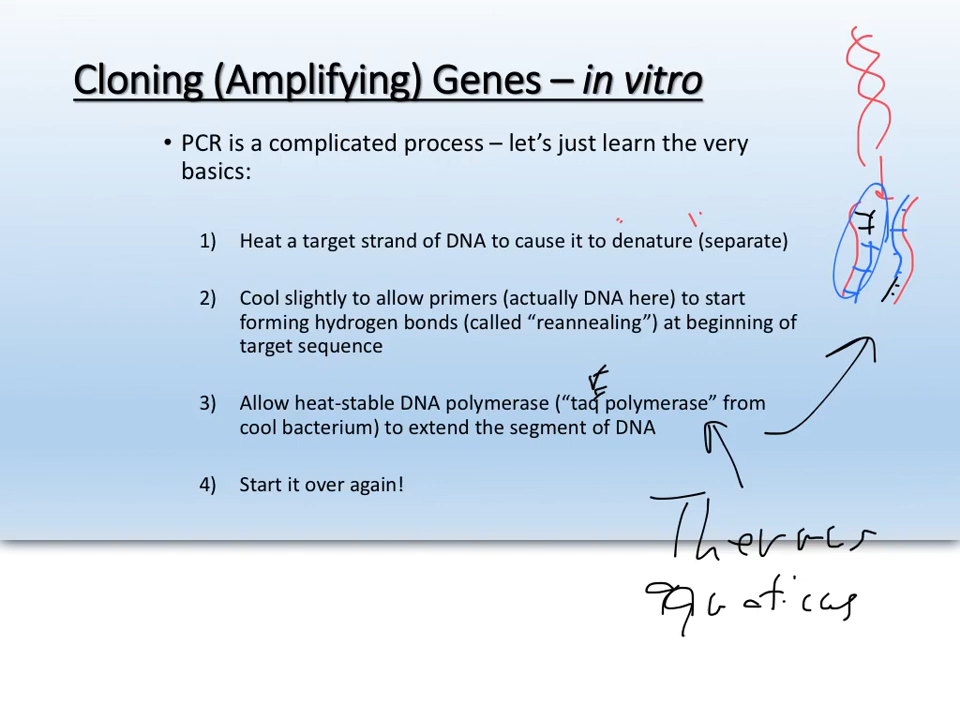 Cloning (Amplifying) Genes – in vitro
• PCR is a complicated process – let's just learn the very
basics:
1) Heat a target strand of DNA to cause it to denature (separate)
2) Cool slightly to allow primers (actually DNA here) to start
forming hydrogen bonds (called “reannealing”) at beginning of
target sequence
3) Allow heat-stable DNA polymerase (“taq polymerase” from
cool bacterium) to extend the segment of DNA
4) Start it over again!
Thermus
aquaticus